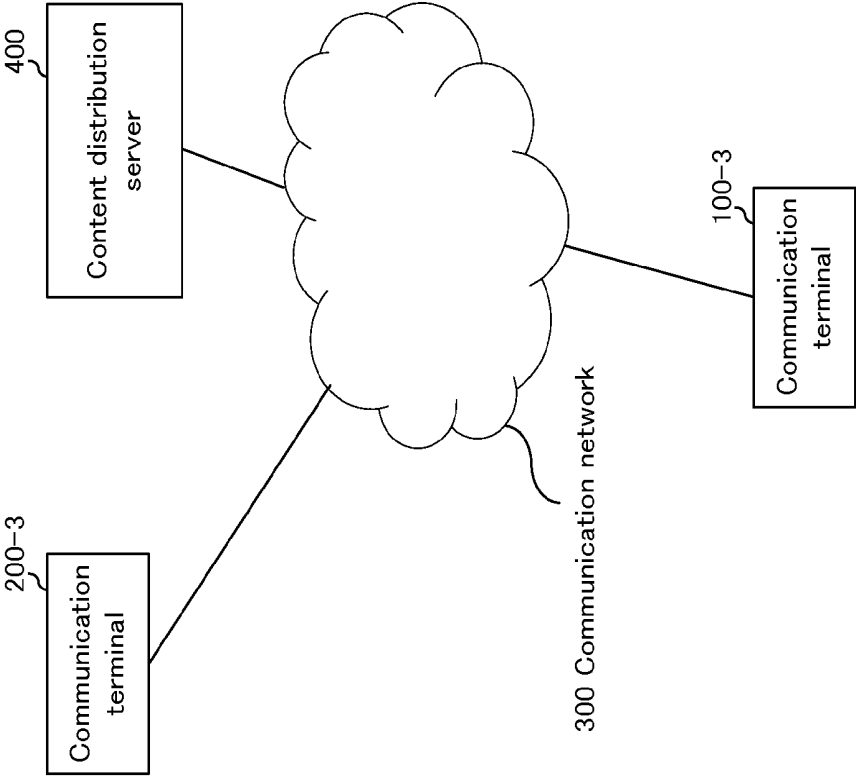 200-3
Communication
terminal
400
Content distribution
server
300 Communication network
100-3
Communication
terminal